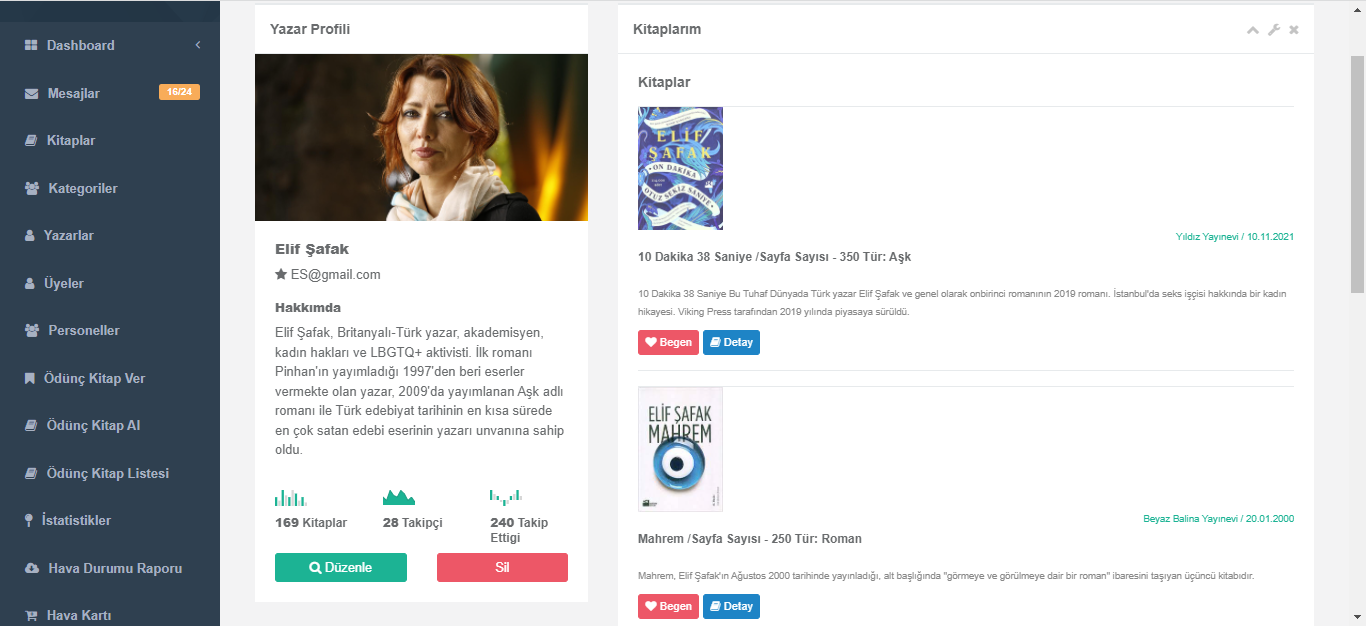 Dashboard
Mesajlar
16/24
Kitaplar
Kategoriler
Yazarlar
Üyeler
Personeller
Ödünç Kitap Ver
Ödünç Kitap Al
Ödünç Kitap Listesi
İstatistikler
Hava Durumu Raporu
Hava Kartı
Yazar Profili
Elif Şafak
ES@gmail.com
Hakkımda
Elif Şafak, Britanyalı-Türk yazar, akademisyen,
kadın hakları ve LBGTQ+ aktivisti. İlk romanı
Pinhan'ın yayımladığı 1997'den beri eserler
vermekte olan yazar, 2009'da yayımlanan Aşk adlı
romanı ile Türk edebiyat tarihinin en kısa sürede
en çok satan edebi eserinin yazarı unvanına sahip
oldu.
169 Kitaplar
28 Takipçi
240 Takip
Ettigi
Düzenle
Sil
Kitaplarım
Kitaplar
ELİF
ŞAFAK
ON DAKİKA
OTUZ SEKİZ SANİYE
Yıldız Yayınevi / 10.11.2021
10 Dakika 38 Saniye /Sayfa Sayısı - 350 Tür: Aşk
10 Dakika 38 Saniye Bu Tuhaf Dünyada Türk yazar Elif Şafak ve genel olarak onbirinci romanının 2019 romanı. İstanbul'da seks işçisi hakkında bir kadın
hikayesi. Viking Press tarafından 2019 yılında piyasaya sürüldü.
Begen
Detay
ELİF ŞAFAK
MAHREM
Beyaz Balina Yayınevi / 20.01.2000
Mahrem /Sayfa Sayısı - 250 Tür: Roman
Mahrem, Elif Şafak'ın Ağustos 2000 tarihinde yayınladığı, alt başlığında "görmeye ve görülmeye dair bir roman" ibaresini taşıyan üçüncü kitabıdır.
Begen
Detay